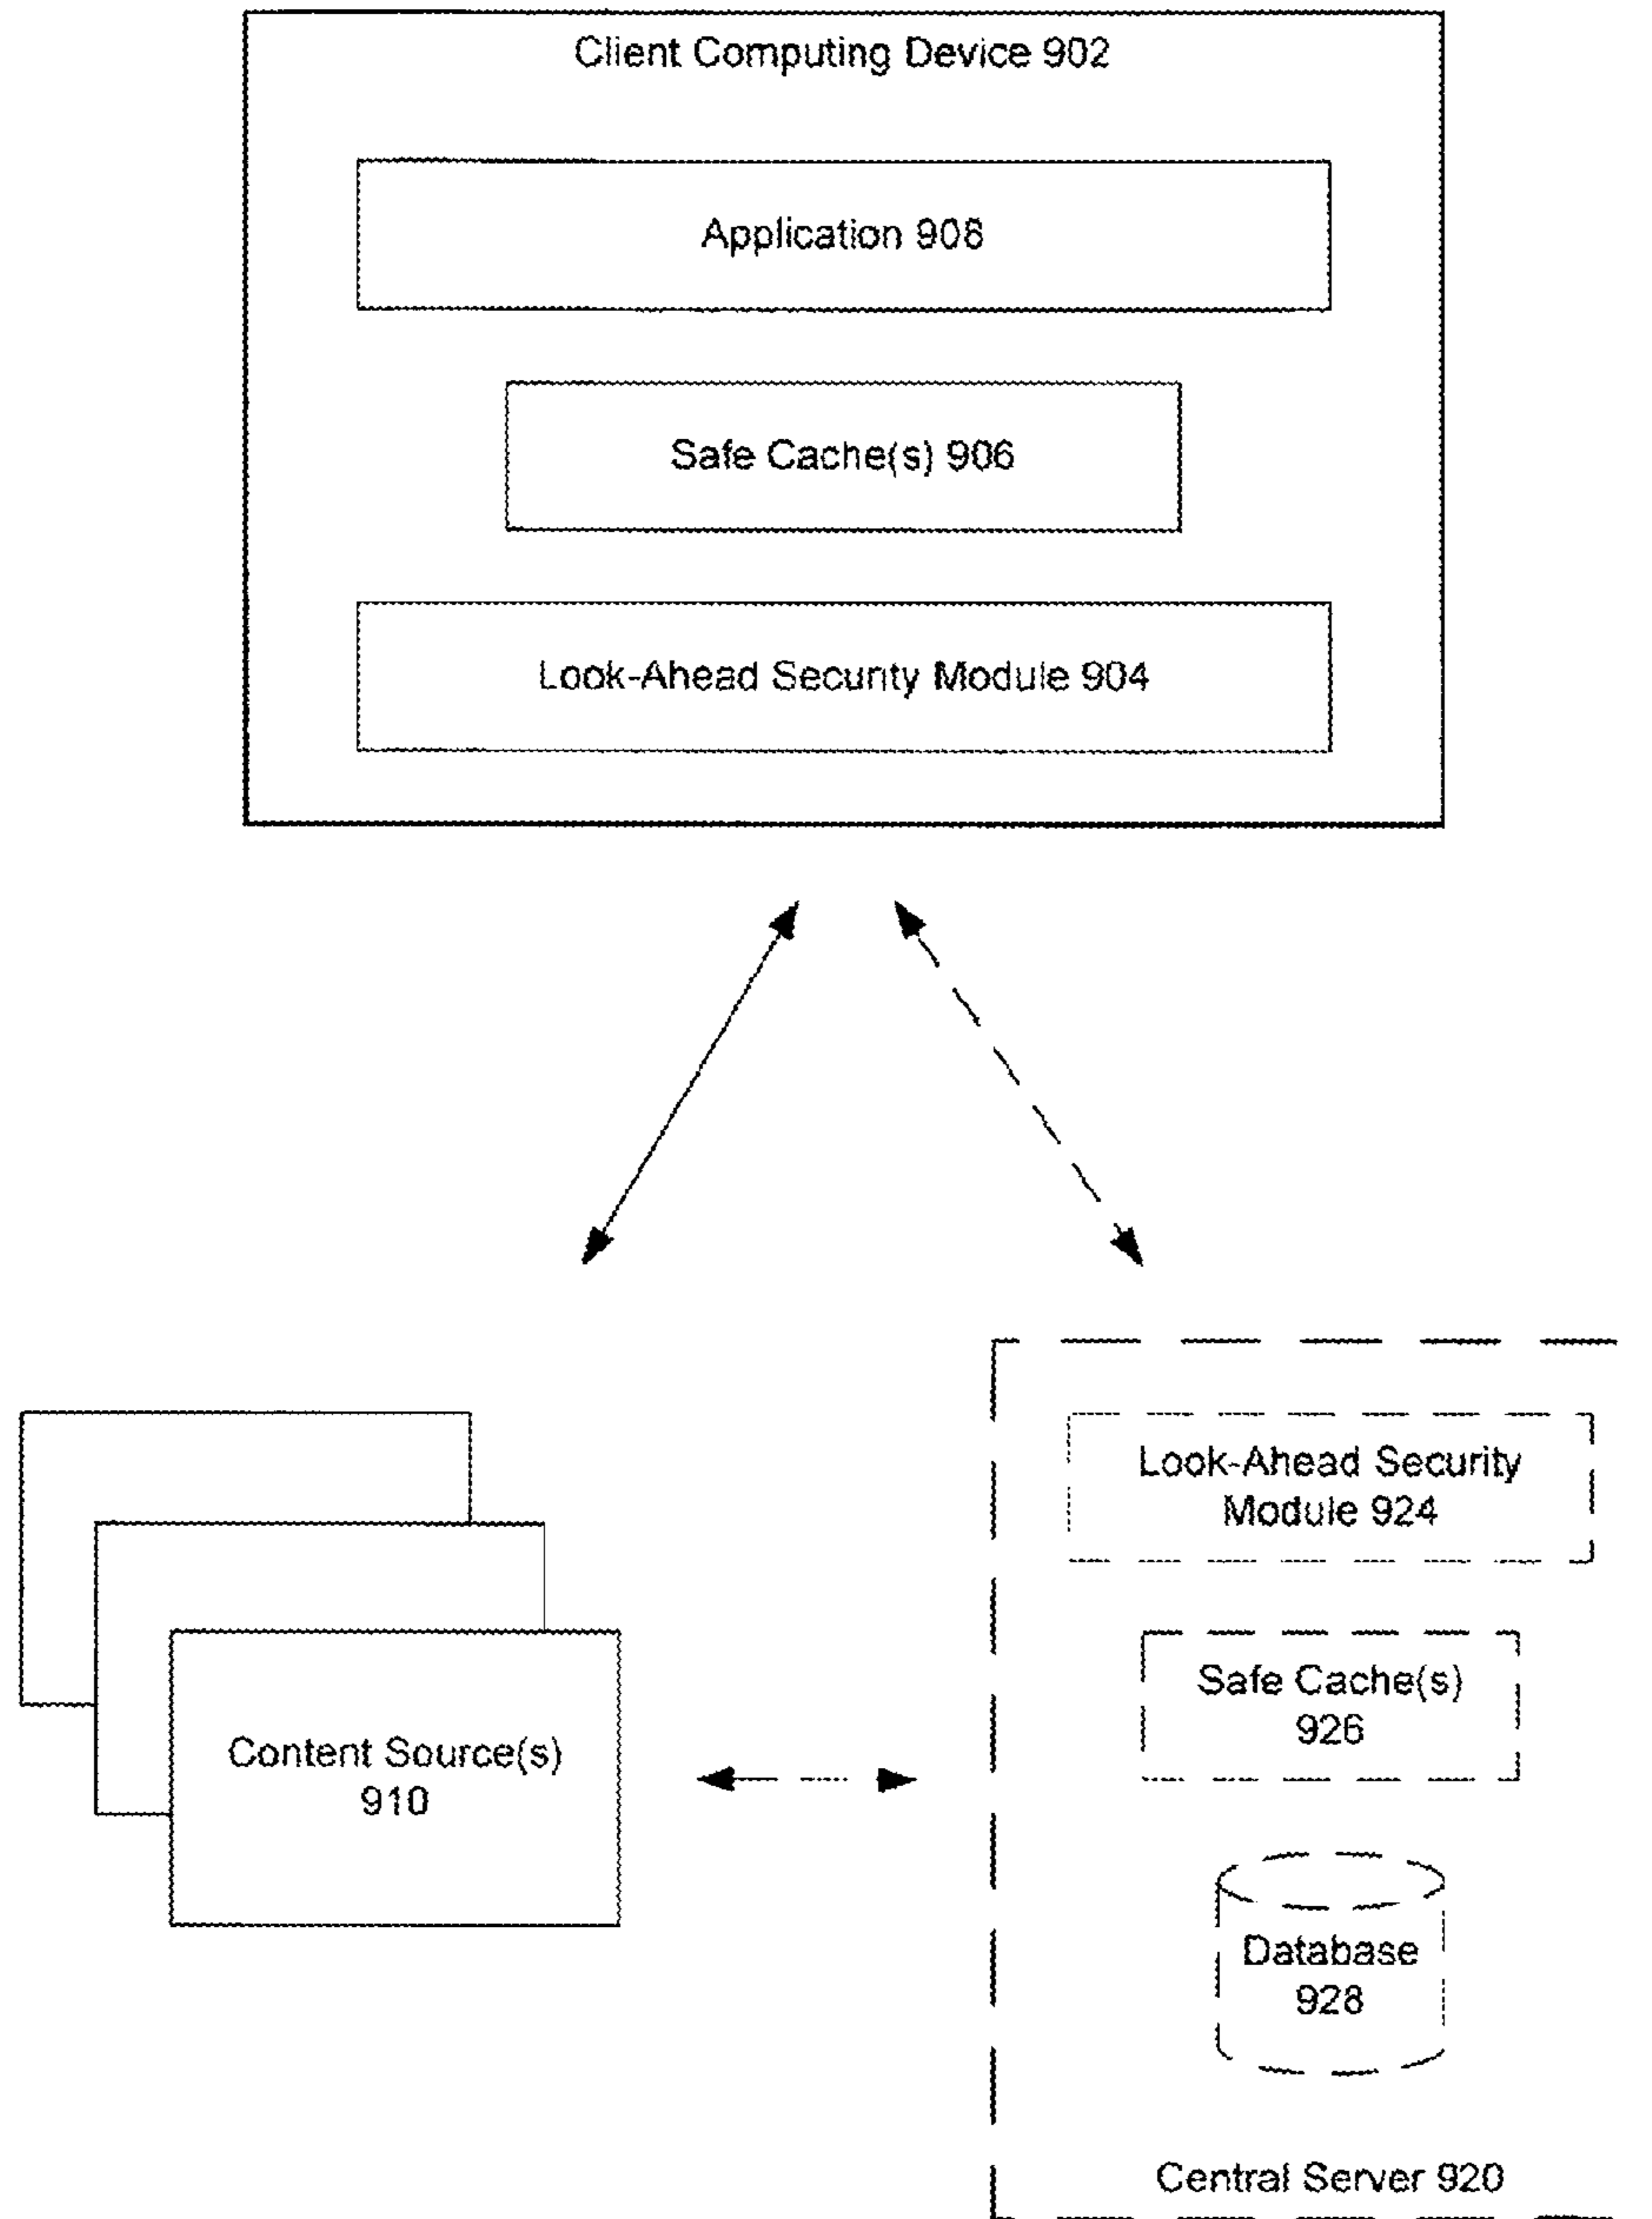 Client Computing Device 902
Application 908
Safe Cache(s) 906
Look-Ahead Security Module 904
Look-Ahead Security
Module 924
Safe Cache(s)
926
Content Source(s)
910
Database
928
Central Server 920